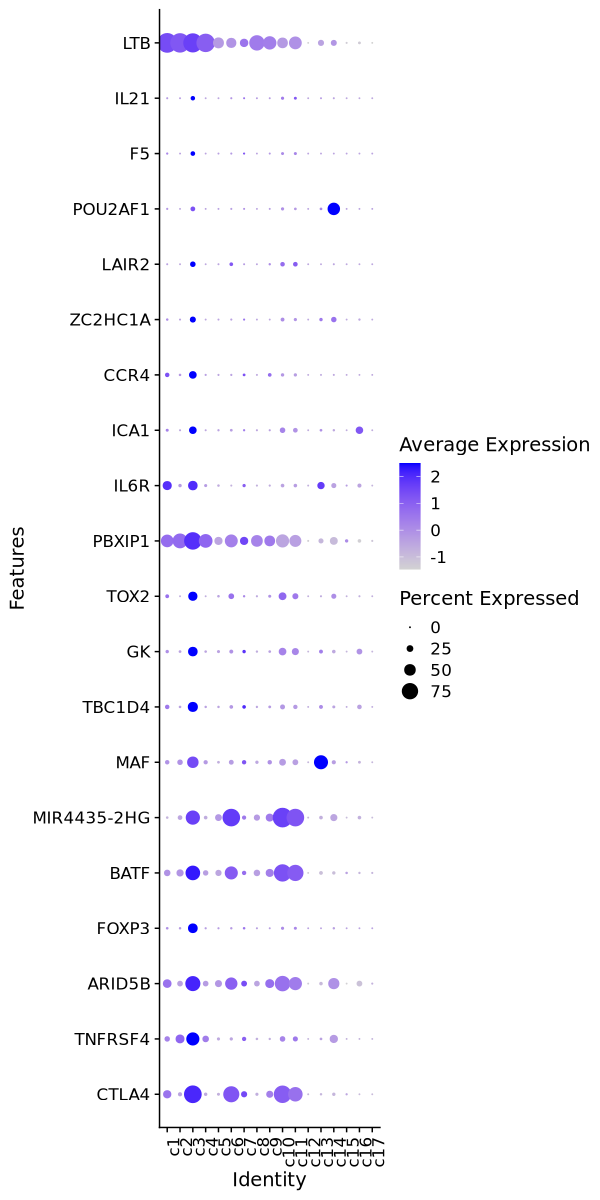 LTB
IL21
F5
POU2AF1
LAIR2
ZC2HC1A
CCR4
ICA1
IL6R
PBXIP1
TOX2
GK
TBC1D4
MAF
MIR4435-2HG
BATF
FOXP3
ARID5B
TNFRSF4
CTLA4
Features
c1
c2
c3
c4
c5
c6
c7
c8
c9
c10
c11
c12
c13
c14
c15
c16
c17
Identity
Average Expression
2
1
0
-1
Percent Expressed
0
25
50
75